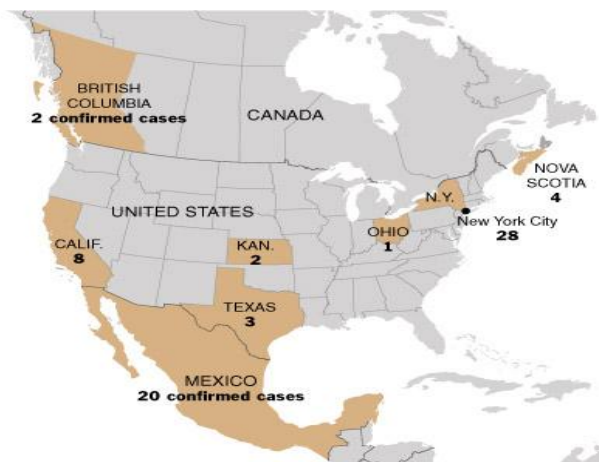 BRITISH
COLUMBIA
2 confirmed cases
CANADA
NOVA
SCOTIA
4
N.Y.
New York City
28
UNITED STATES
OHIO
1
CALIF.
8
KAN.
2
TEXAS
3
MEXICO
20 confirmed cases